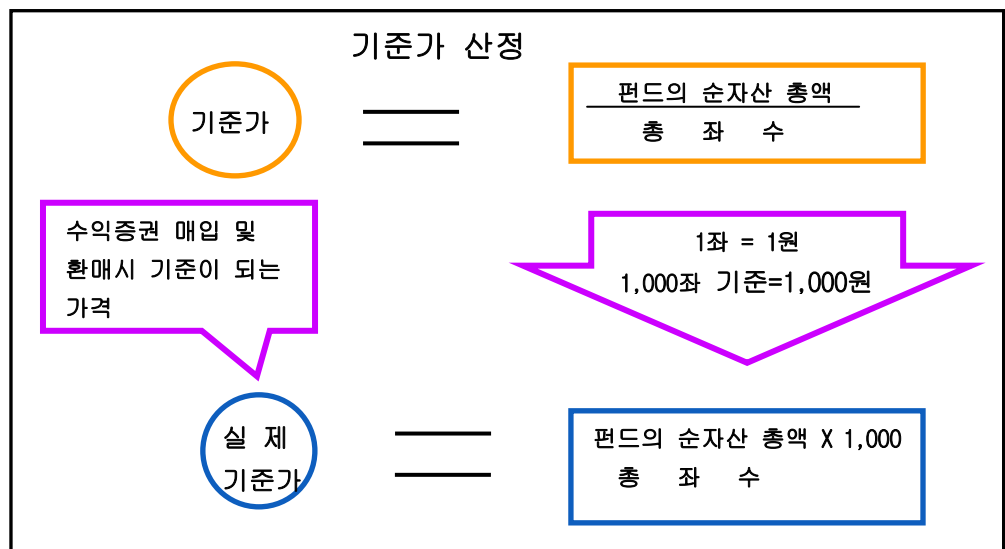 기준가 산정
기준가
펀드의 순자산 총액
총 좌 수
수익증권 매입 및
환매시 기준이 되는
가격
1좌 = 1원
1,000좌 기준=1,000원
실 제
기준가
펀드의 순자산 총액 X 1,000
총 좌 수